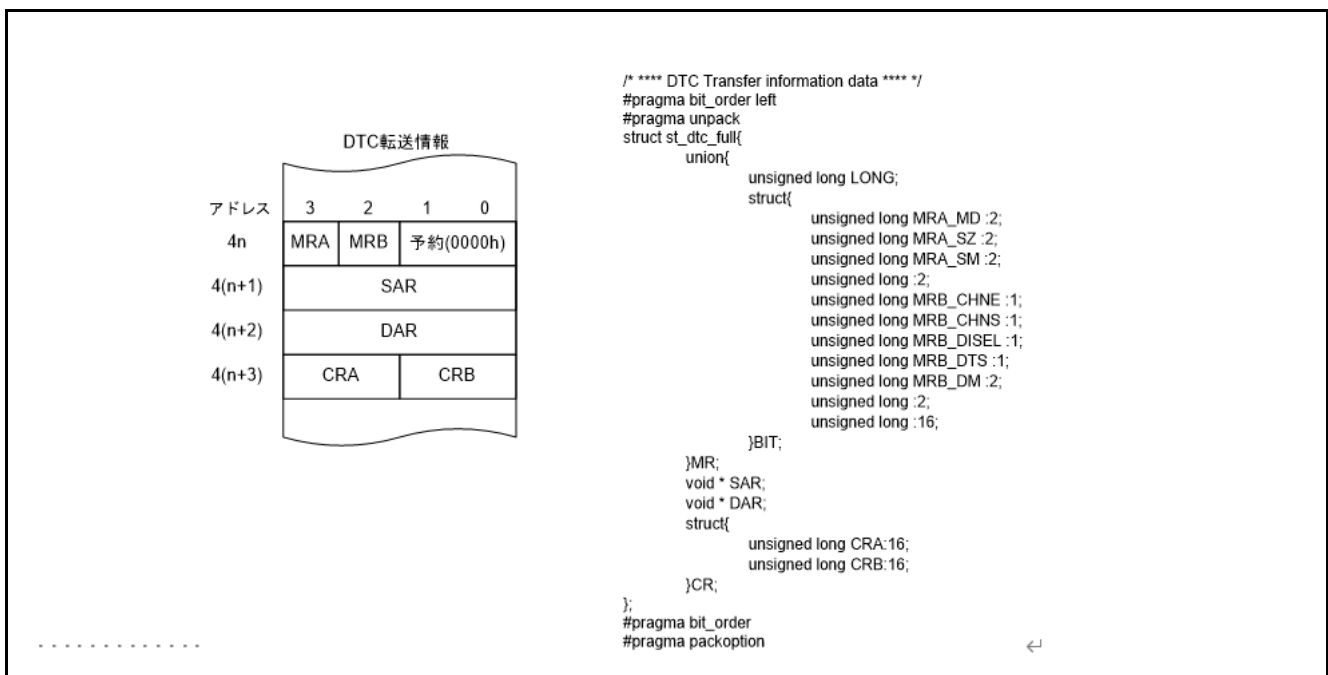 DTC転送情報
アドレス 3 2 1 0
4n MRA MRB 予約(0000h)
4(n+1) SAR
4(n+2) DAR
4(n+3) CRA CRB
/* **** DTC Transfer information data **** */
#pragma bit_order left
#pragma unpack
struct st_dtc_full{
union{
unsigned long LONG;
struct{
unsigned long MRA_MD :2;
unsigned long MRA_SZ :2;
unsigned long MRA_SM :2;
unsigned long :2;
unsigned long MRB_CHNE :1;
unsigned long MRB_CHNS :1;
unsigned long MRB_DISEL :1;
unsigned long MRB_DTS :1;
unsigned long MRB_DM :2;
unsigned long :2;
unsigned long :16;
}BIT;
}MR;
void * SAR;
void * DAR;
struct{
unsigned long CRA:16;
unsigned long CRB:16;
}CR;
};
#pragma bit_order
#pragma packoption